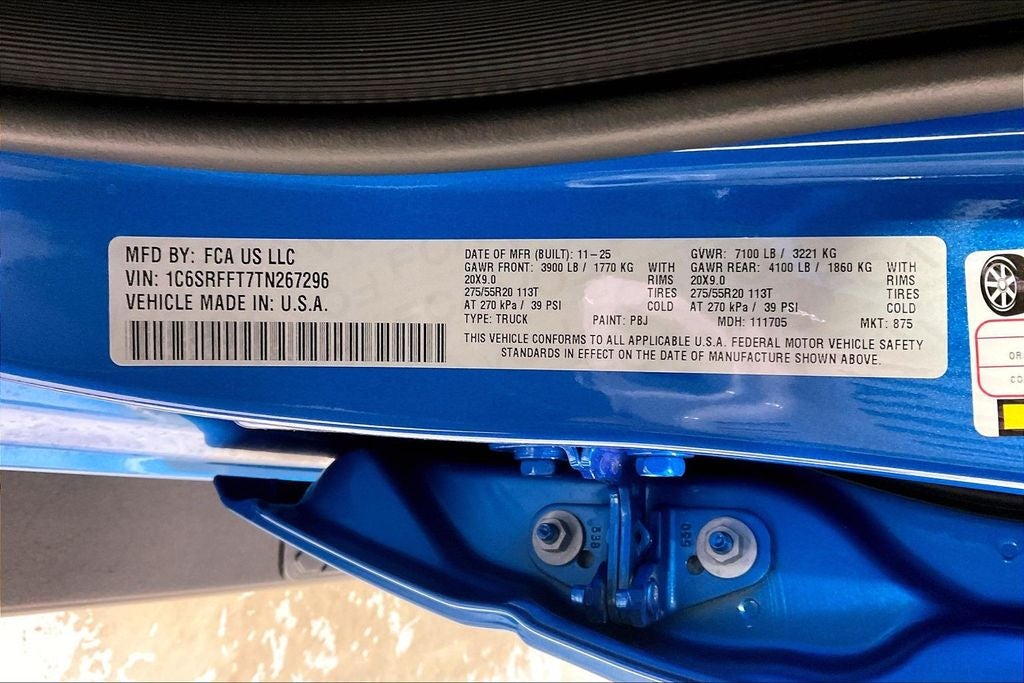 MFD BY: FCA US LLC
VIN: 1C6SRFFT7TN267296
VEHICLE MADE IN: U.S.A.
DATE OF MFR (BUILT): 11-25
GAWR FRONT: 3900 LB / 1770 KG WITH
20X9.0 RIMS
275/55R20 113T TIRES
AT 270 kPa / 39 PSI COLD
TYPE: TRUCK PAINT: PBJ
GVWR: 7100 LB / 3221 KG
GAWR REAR: 4100 LB / 1860 KG WITH
20X9.0 RIMS
275/55R20 113T TIRES
AT 270 kPa / 39 PSI COLD
MDH: 111705 MKT: 875
THIS VEHICLE CONFORMS TO ALL APPLICABLE U.S.A. FEDERAL MOTOR VEHICLE SAFETY
STANDARDS IN EFFECT ON THE DATE OF MANUFACTURE SHOWN ABOVE.